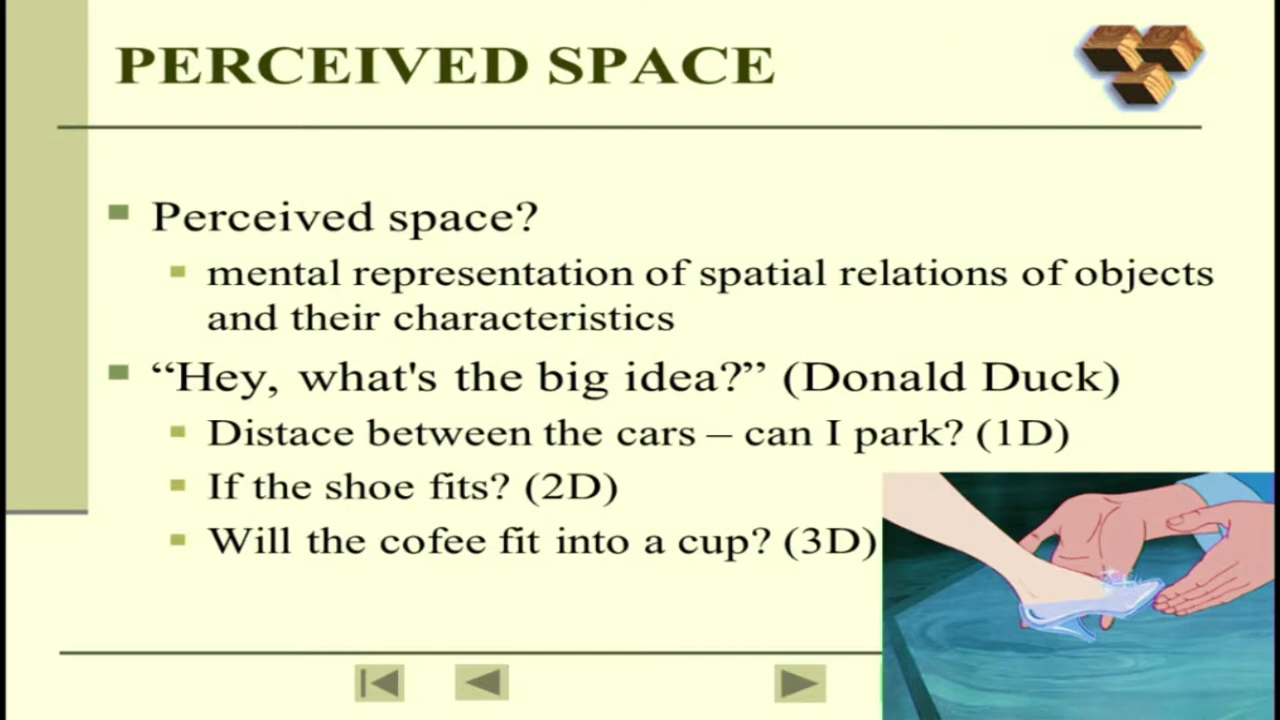 PERCEIVED SPACE
Perceived space?
mental representation of spatial relations of objects
and their characteristics
“Hey, what's the big idea?” (Donald Duck)
Distace between the cars – can I park? (1D)
If the shoe fits? (2D)
Will the cofee fit into a cup? (3D)